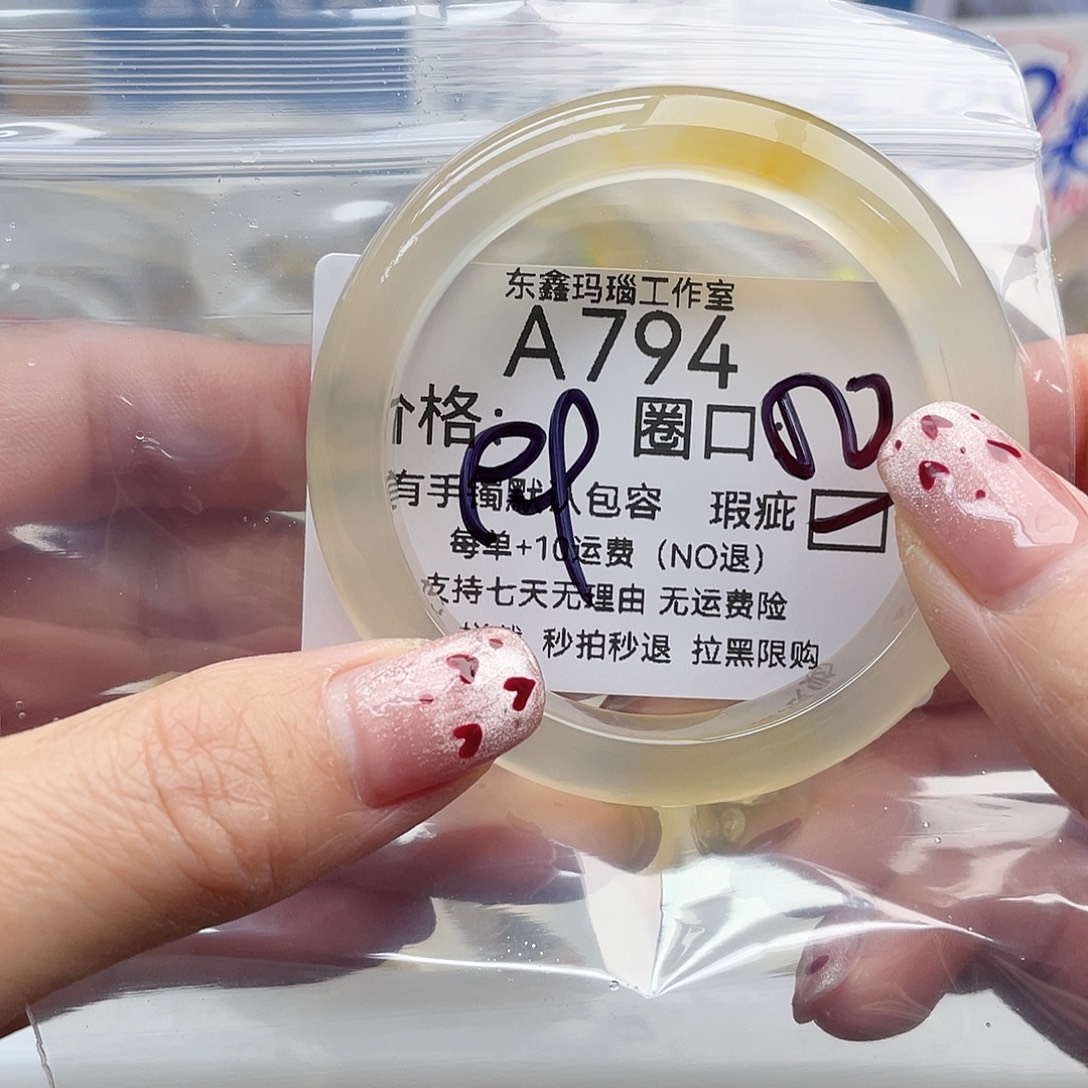 东鑫玛瑙工作室
A794
价格: 圈口:
有手镯默认包容 瑕疵
每单+10运费（NO退）
支持七天无理由 无运费险
秒拍秒退 拉黑限购